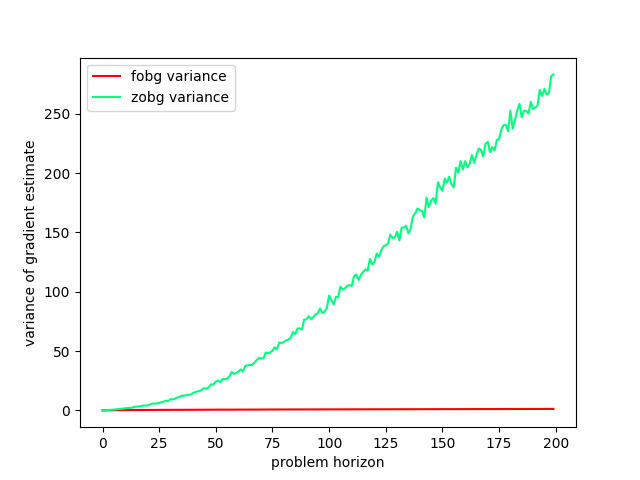 fobg variance
zobg variance
variance of gradient estimate
250
200
150
100
50
0
0 25 50 75 100 125 150 175 200
problem horizon